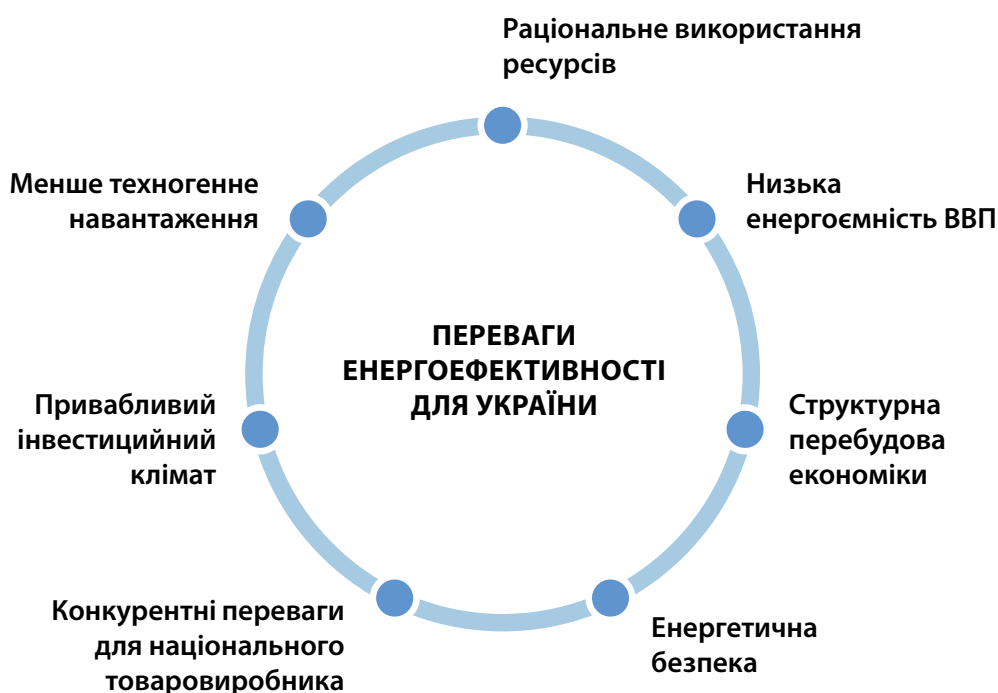 Раціональне використання
ресурсів
Низька
енергоємність ВВП
Структурна
перебудова
економіки
Енергетична
безпека
Конкурентні переваги
для національного
товаровиробника
Привабливий
інвестиційний
клімат
Менше техногенне
навантаження
ПЕРЕВАГИ
ЕНЕРГОЕФЕКТИВНОСТІ
ДЛЯ УКРАЇНИ